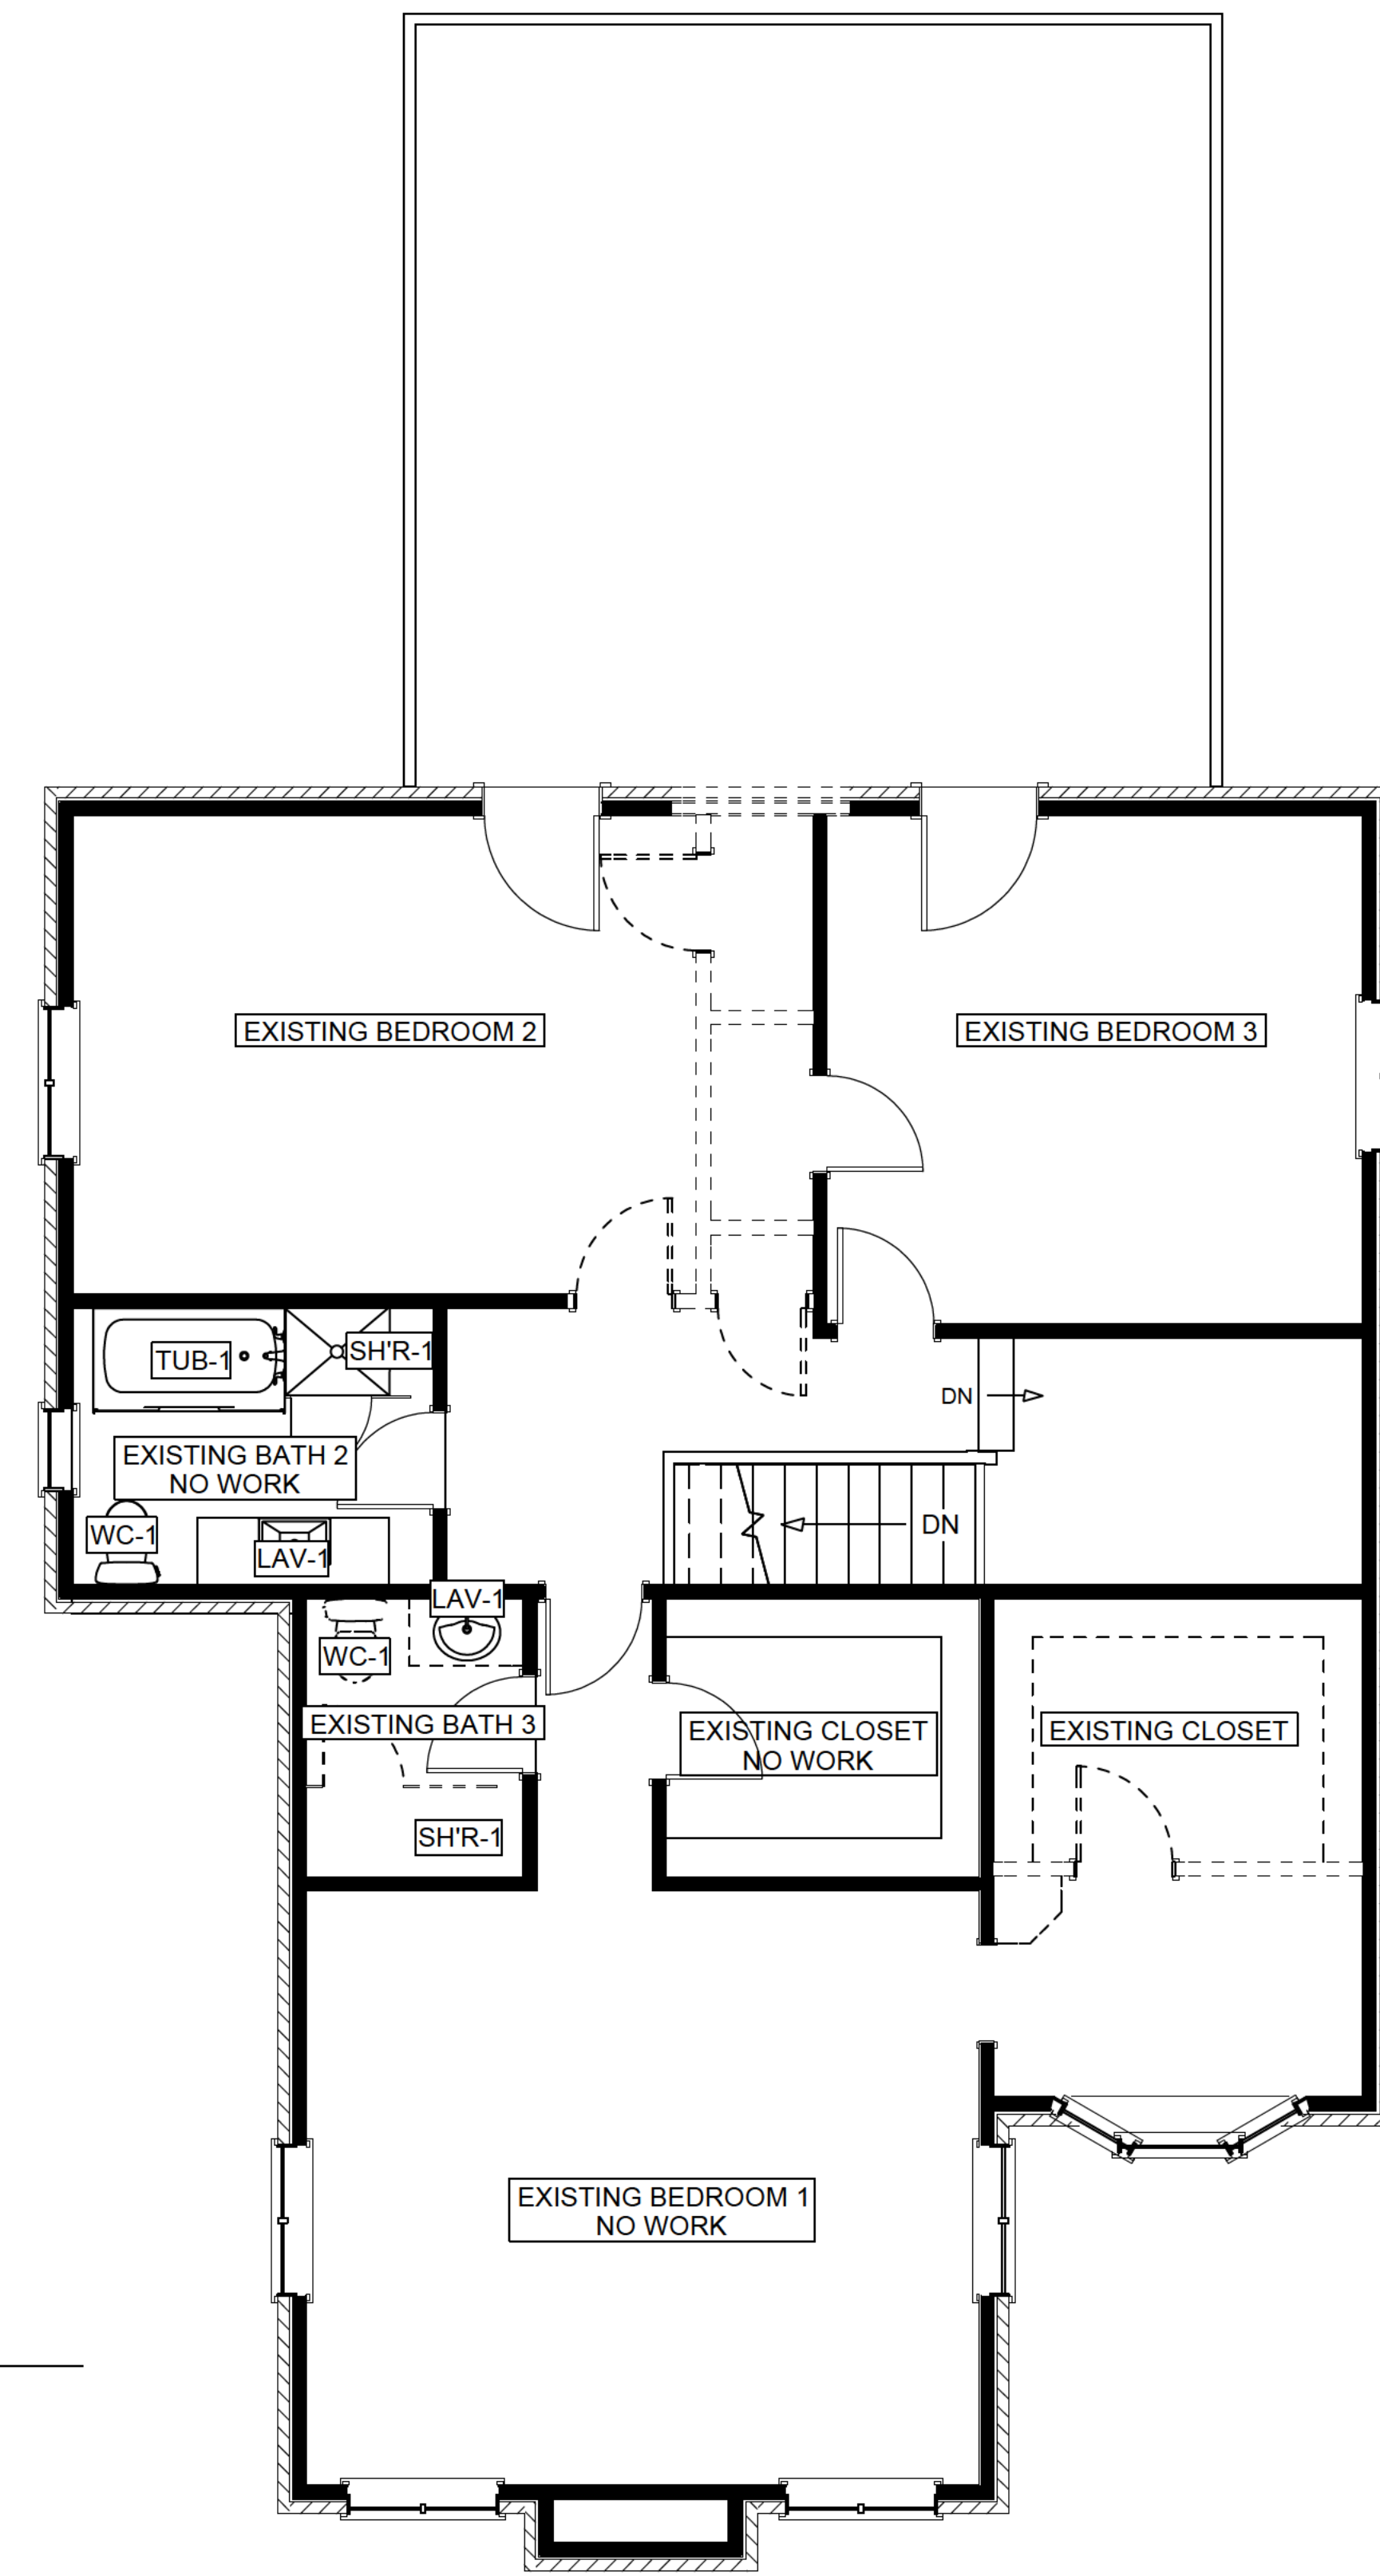 EXISTING BEDROOM 2
EXISTING BEDROOM 3
TUB-1
SH'R-1
DN
EXISTING BATH 2
NO WORK
WC-1
LAV-1
DN
LAV-1
WC-1
EXISTING BATH 3
EXISTING CLOSET
NO WORK
EXISTING CLOSET
SH'R-1
EXISTING BEDROOM 1
NO WORK